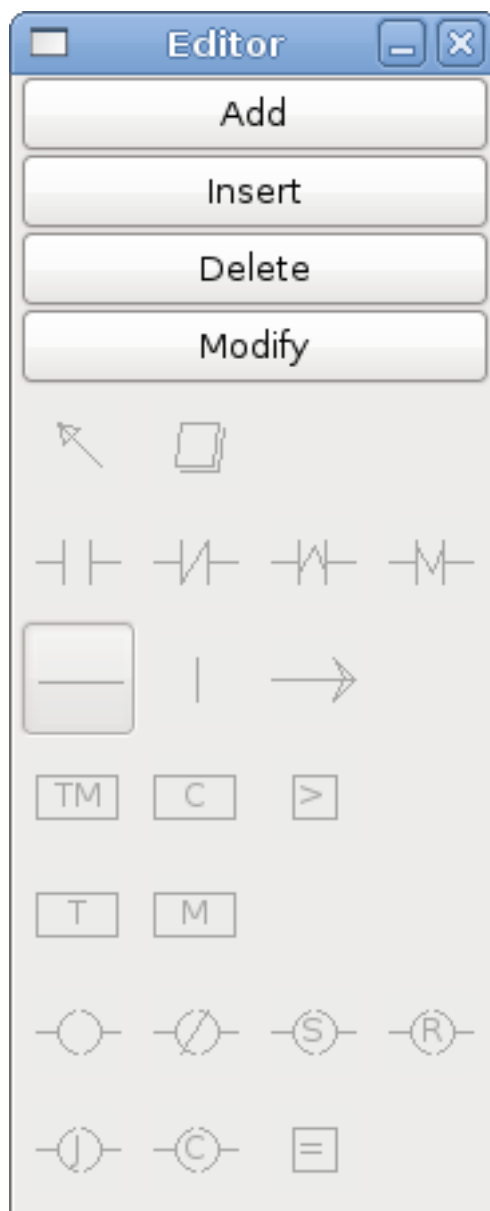 Editor
Add
Insert
Delete
Modify
TM C >
T M
S R
J C =